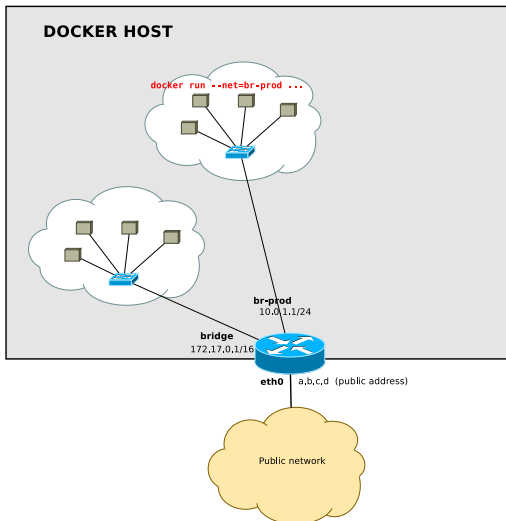 DOCKER HOST
docker run --net=br-prod ...
br-prod
10.0.1.1/24
bridge
172,17,0,1/16
eth0 a,b,c,d (public address)
Public network